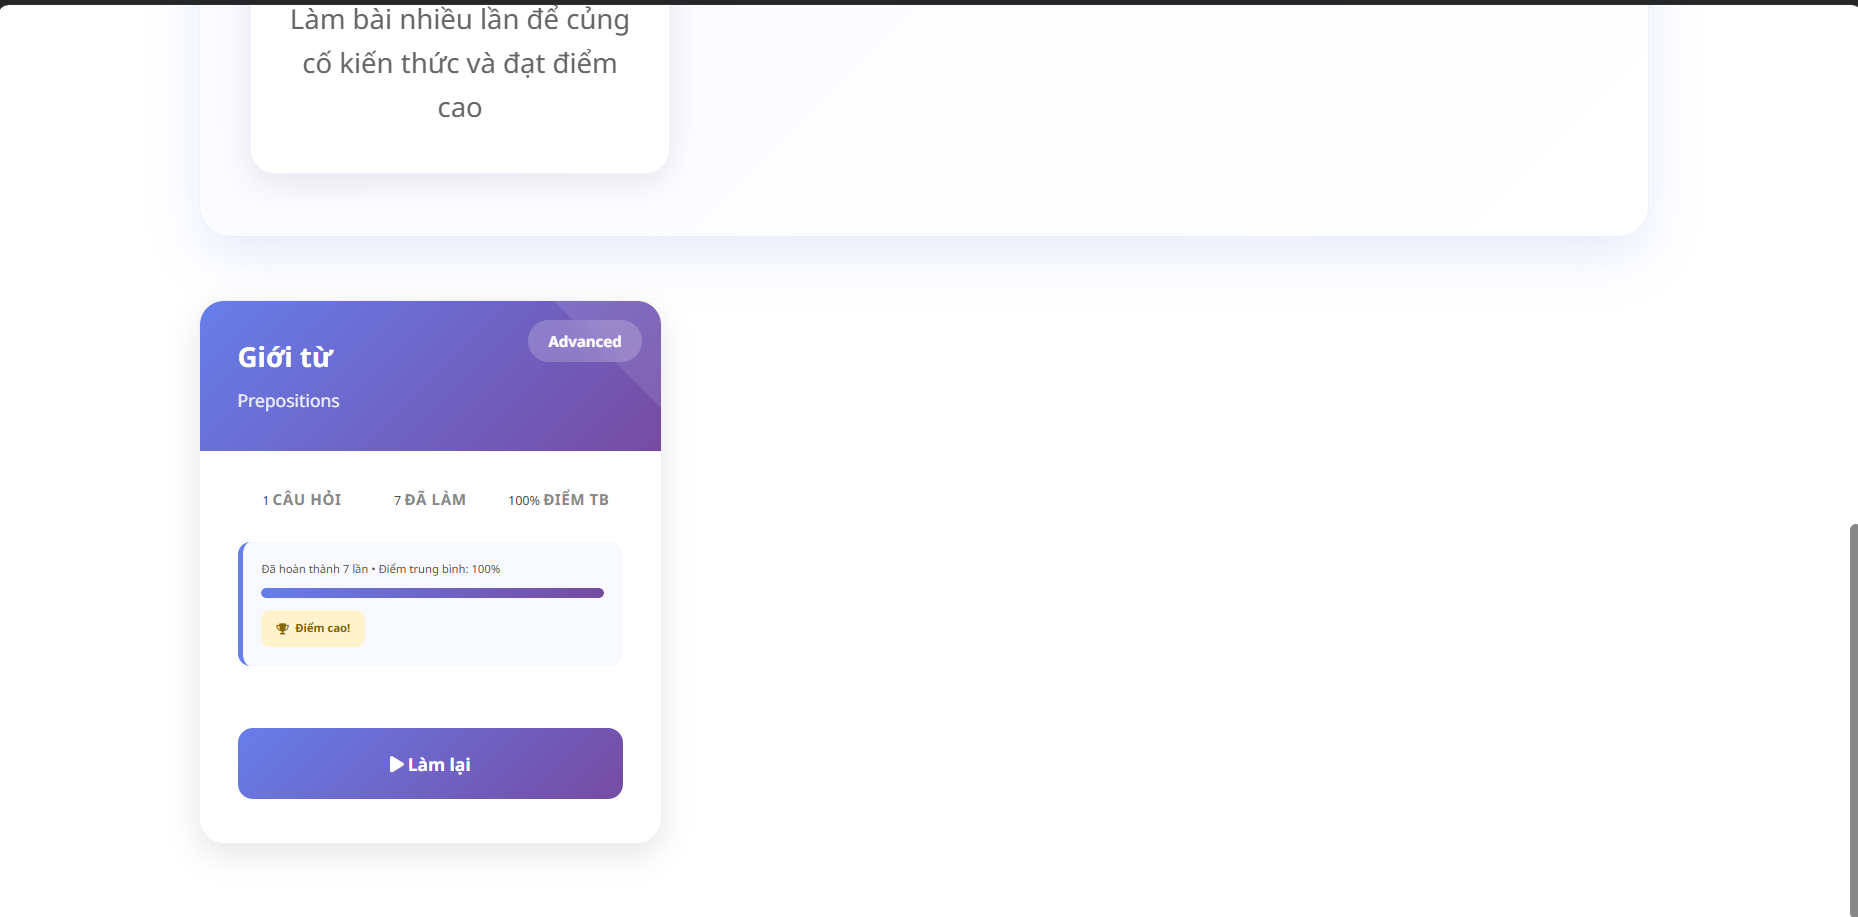 Làm bài nhiều lần để củng
cố kiến thức và đạt điểm
cao
Advanced
Giới từ
Prepositions
1 CÂU HỎI 7 ĐÃ LÀM 100% ĐIỂM TB
Đã hoàn thành 7 lần • Điểm trung bình: 100%
Điểm cao!
Làm lại